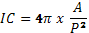 IC = 4π x A/P²